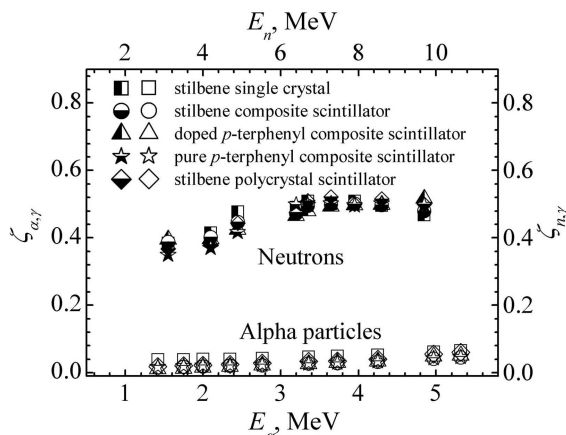 Eₙ, MeV
2 4 6 8 10
0.8 0.8
stilbene single crystal
stilbene composite scintillator
doped p-terphenyl composite scintillator
0.6 0.6
pure p-terphenyl composite scintillator
stilbene polycrystal scintillator
ζα,γ ζn,γ
0.4 0.4
Neutrons
0.2 0.2
Alpha particles
0.0 0.0
1 2 3 4 5
E , MeV